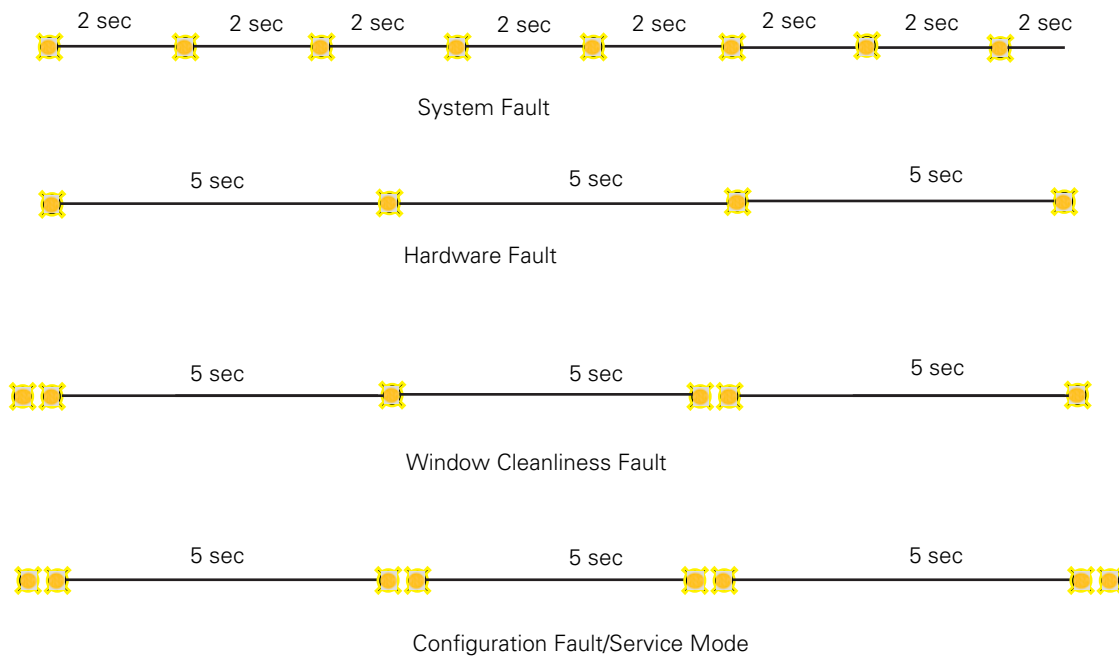 2 sec 2 sec 2 sec 2 sec 2 sec 2 sec 2 sec 2 sec
System Fault
5 sec 5 sec 5 sec
Hardware Fault
5 sec 5 sec 5 sec
Window Cleanliness Fault
5 sec 5 sec 5 sec
Configuration Fault/Service Mode